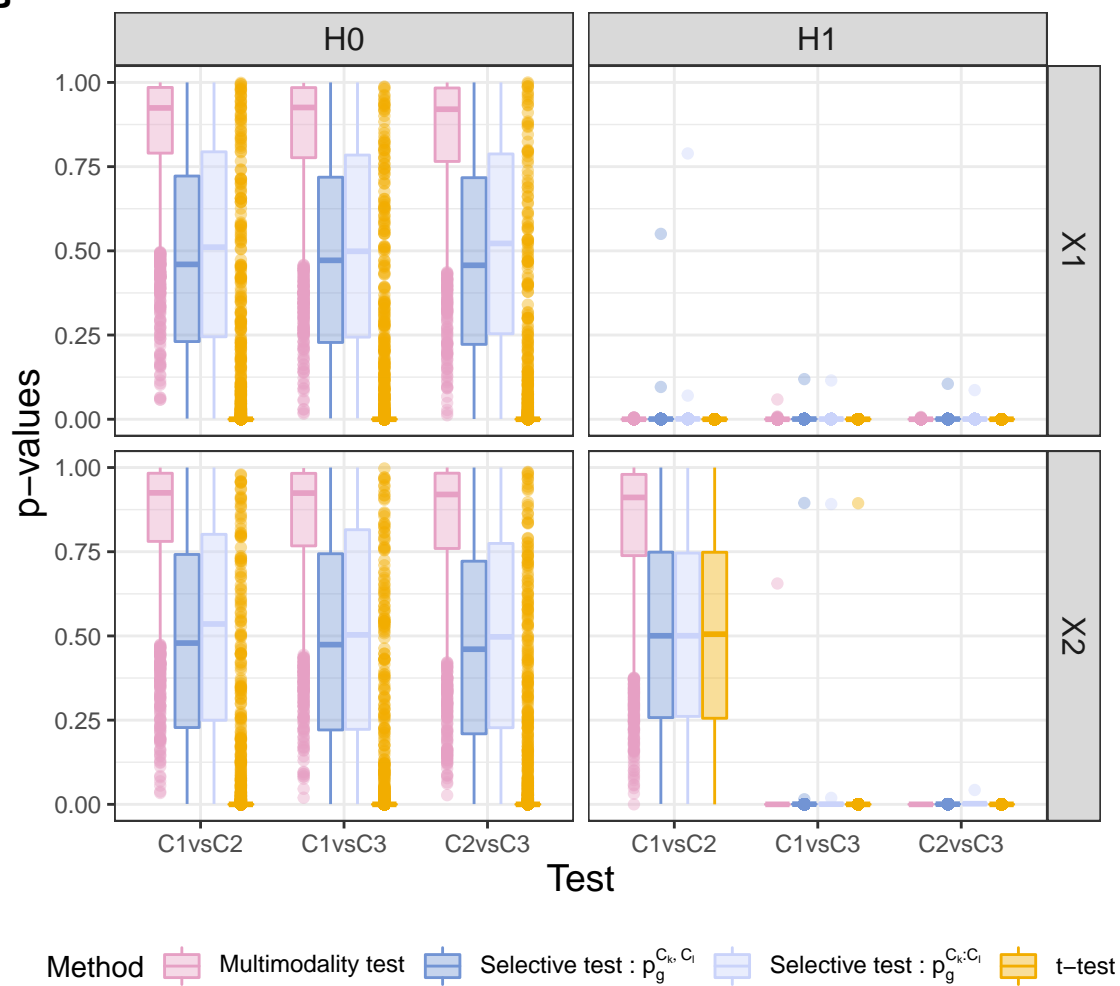 H0 H1
1.00
0.75
0.50
0.25
0.00
X1
p−values
1.00
0.75
0.50
0.25
0.00
X2
C1vsC2 C1vsC3 C2vsC3 C1vsC2 C1vsC3 C2vsC3
Test
Method Multimodality test Selective test : p_g^{C_k, C_l} Selective test : p_g^{C_k:C_l} t−test